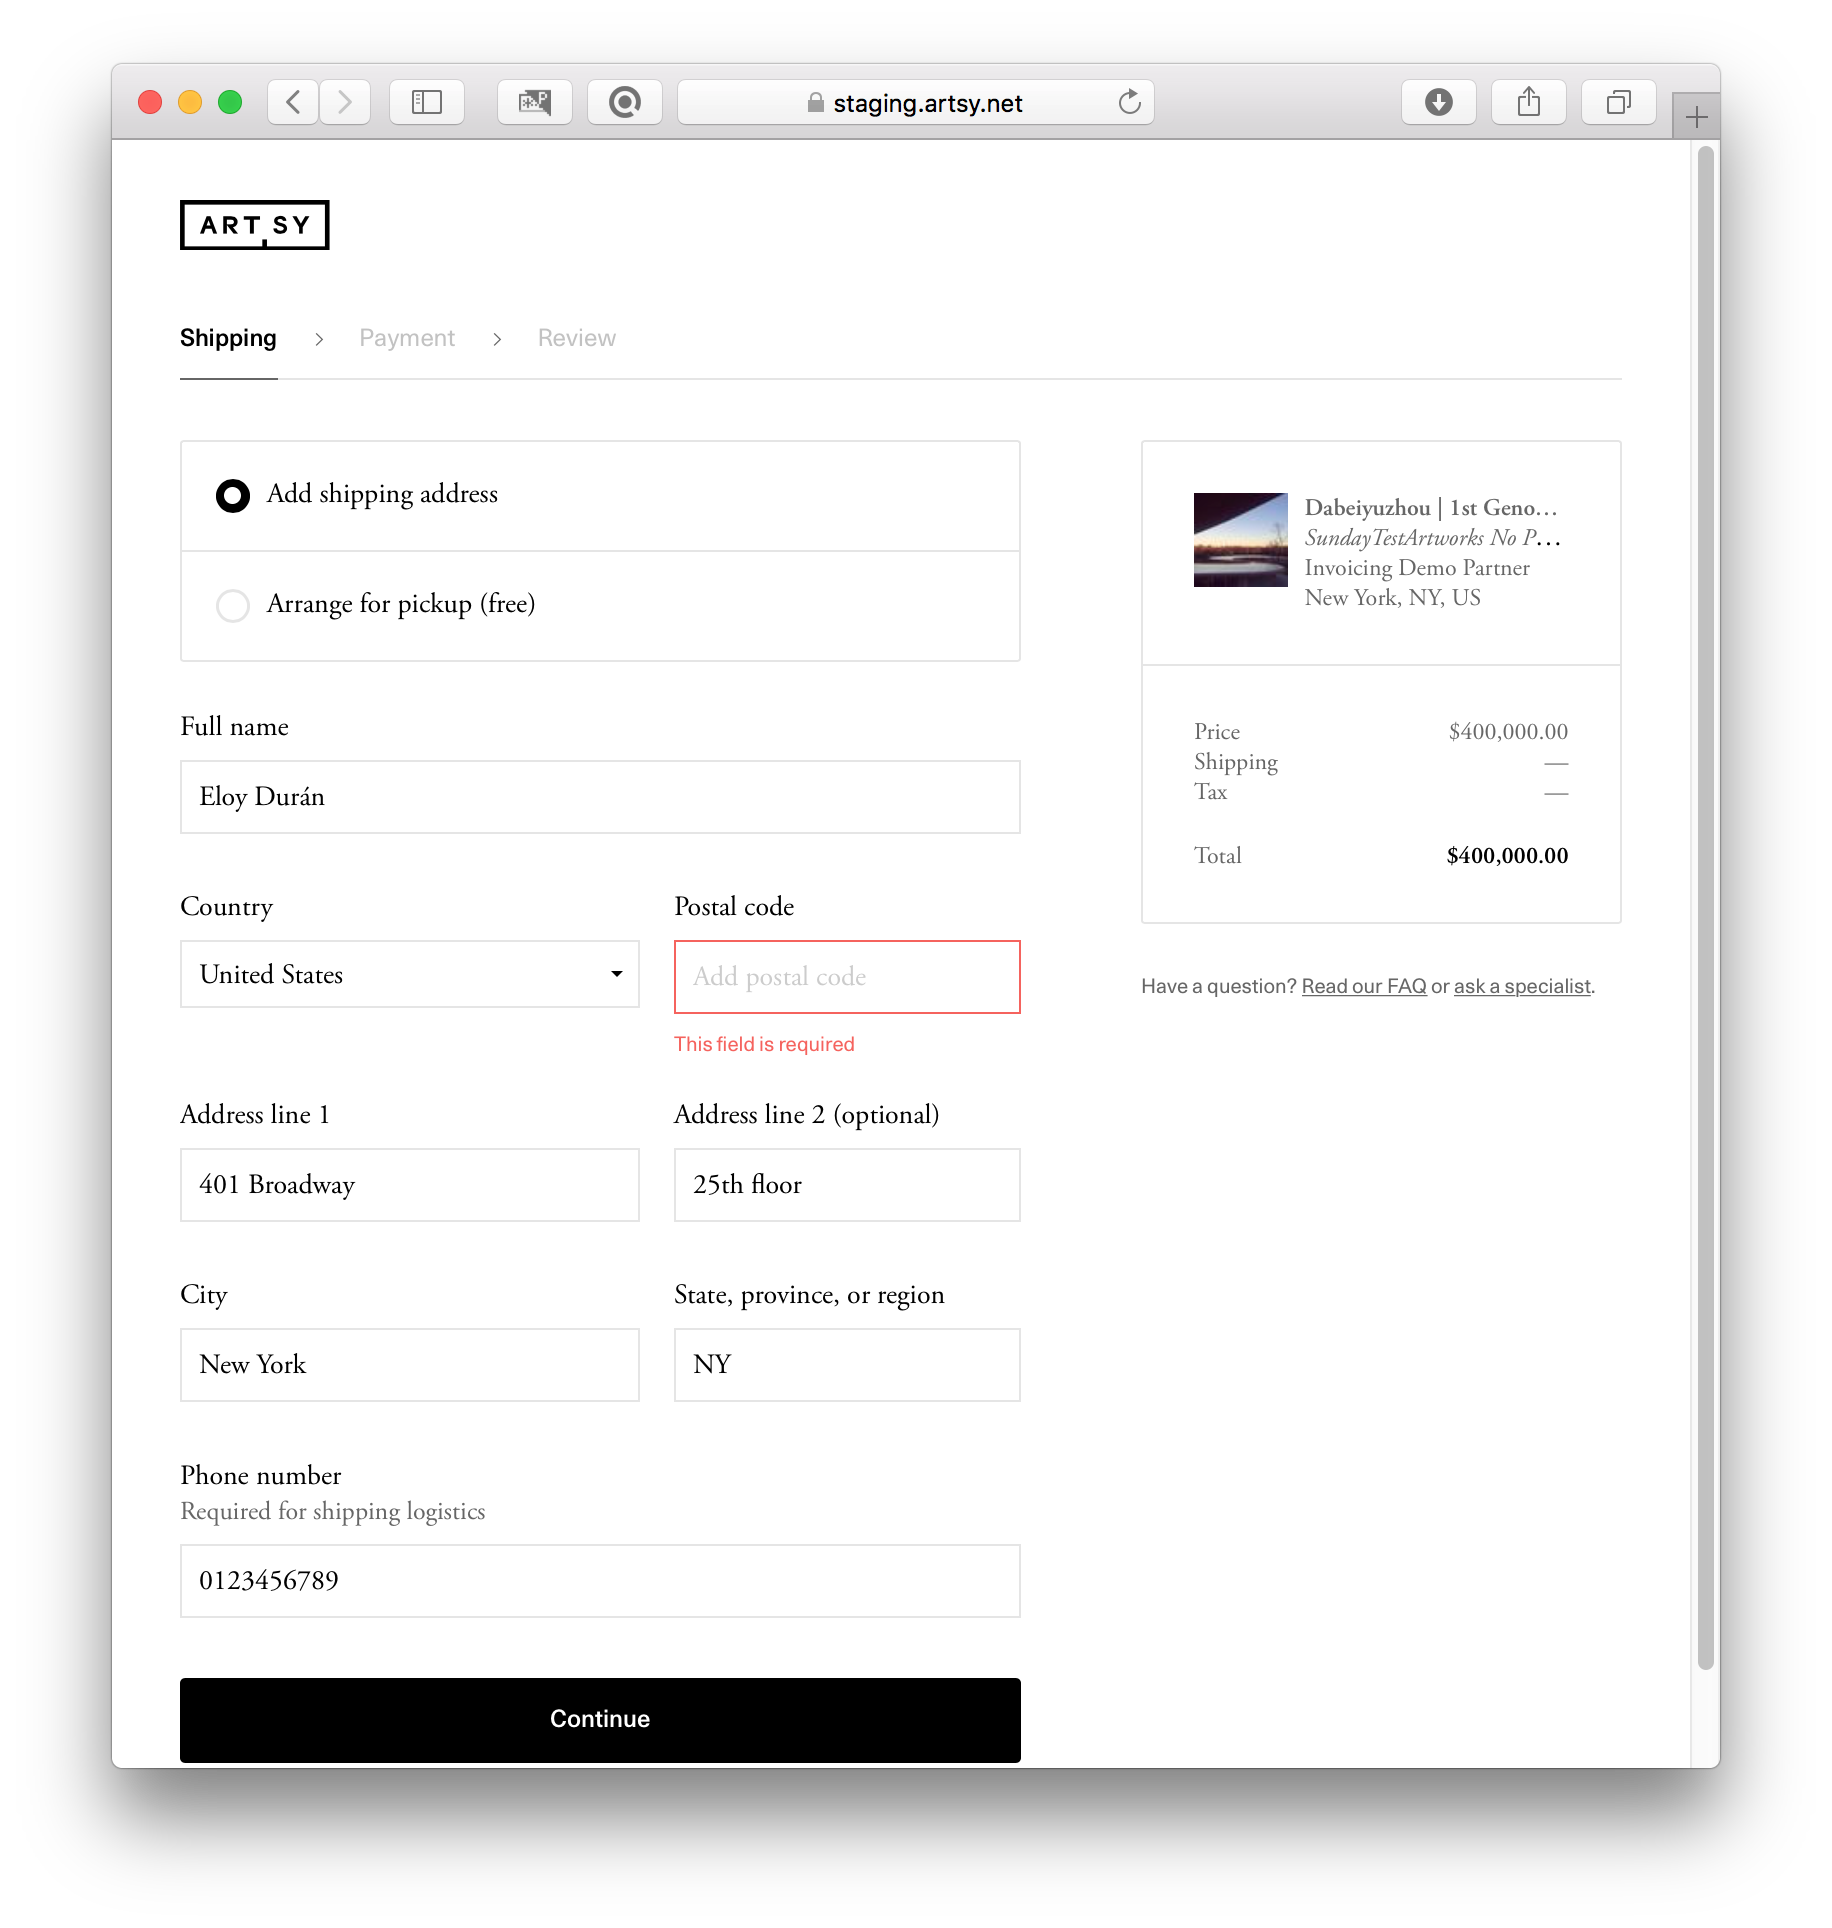 staging.artsy.net
ARTSY
Shipping > Payment > Review
Add shipping address
Arrange for pickup (free)
Full name
Eloy Durán
Country
United States
Postal code
Add postal code
This field is required
Address line 1
401 Broadway
Address line 2 (optional)
25th floor
City
New York
State, province, or region
NY
Phone number
Required for shipping logistics
0123456789
Continue
Dabeiyuzhou | 1st Geno...
SundayTestArtworks No P...
Invoicing Demo Partner
New York, NY, US
Price $400,000.00
Shipping —
Tax —
Total $400,000.00
Have a question? Read our FAQ or ask a specialist.